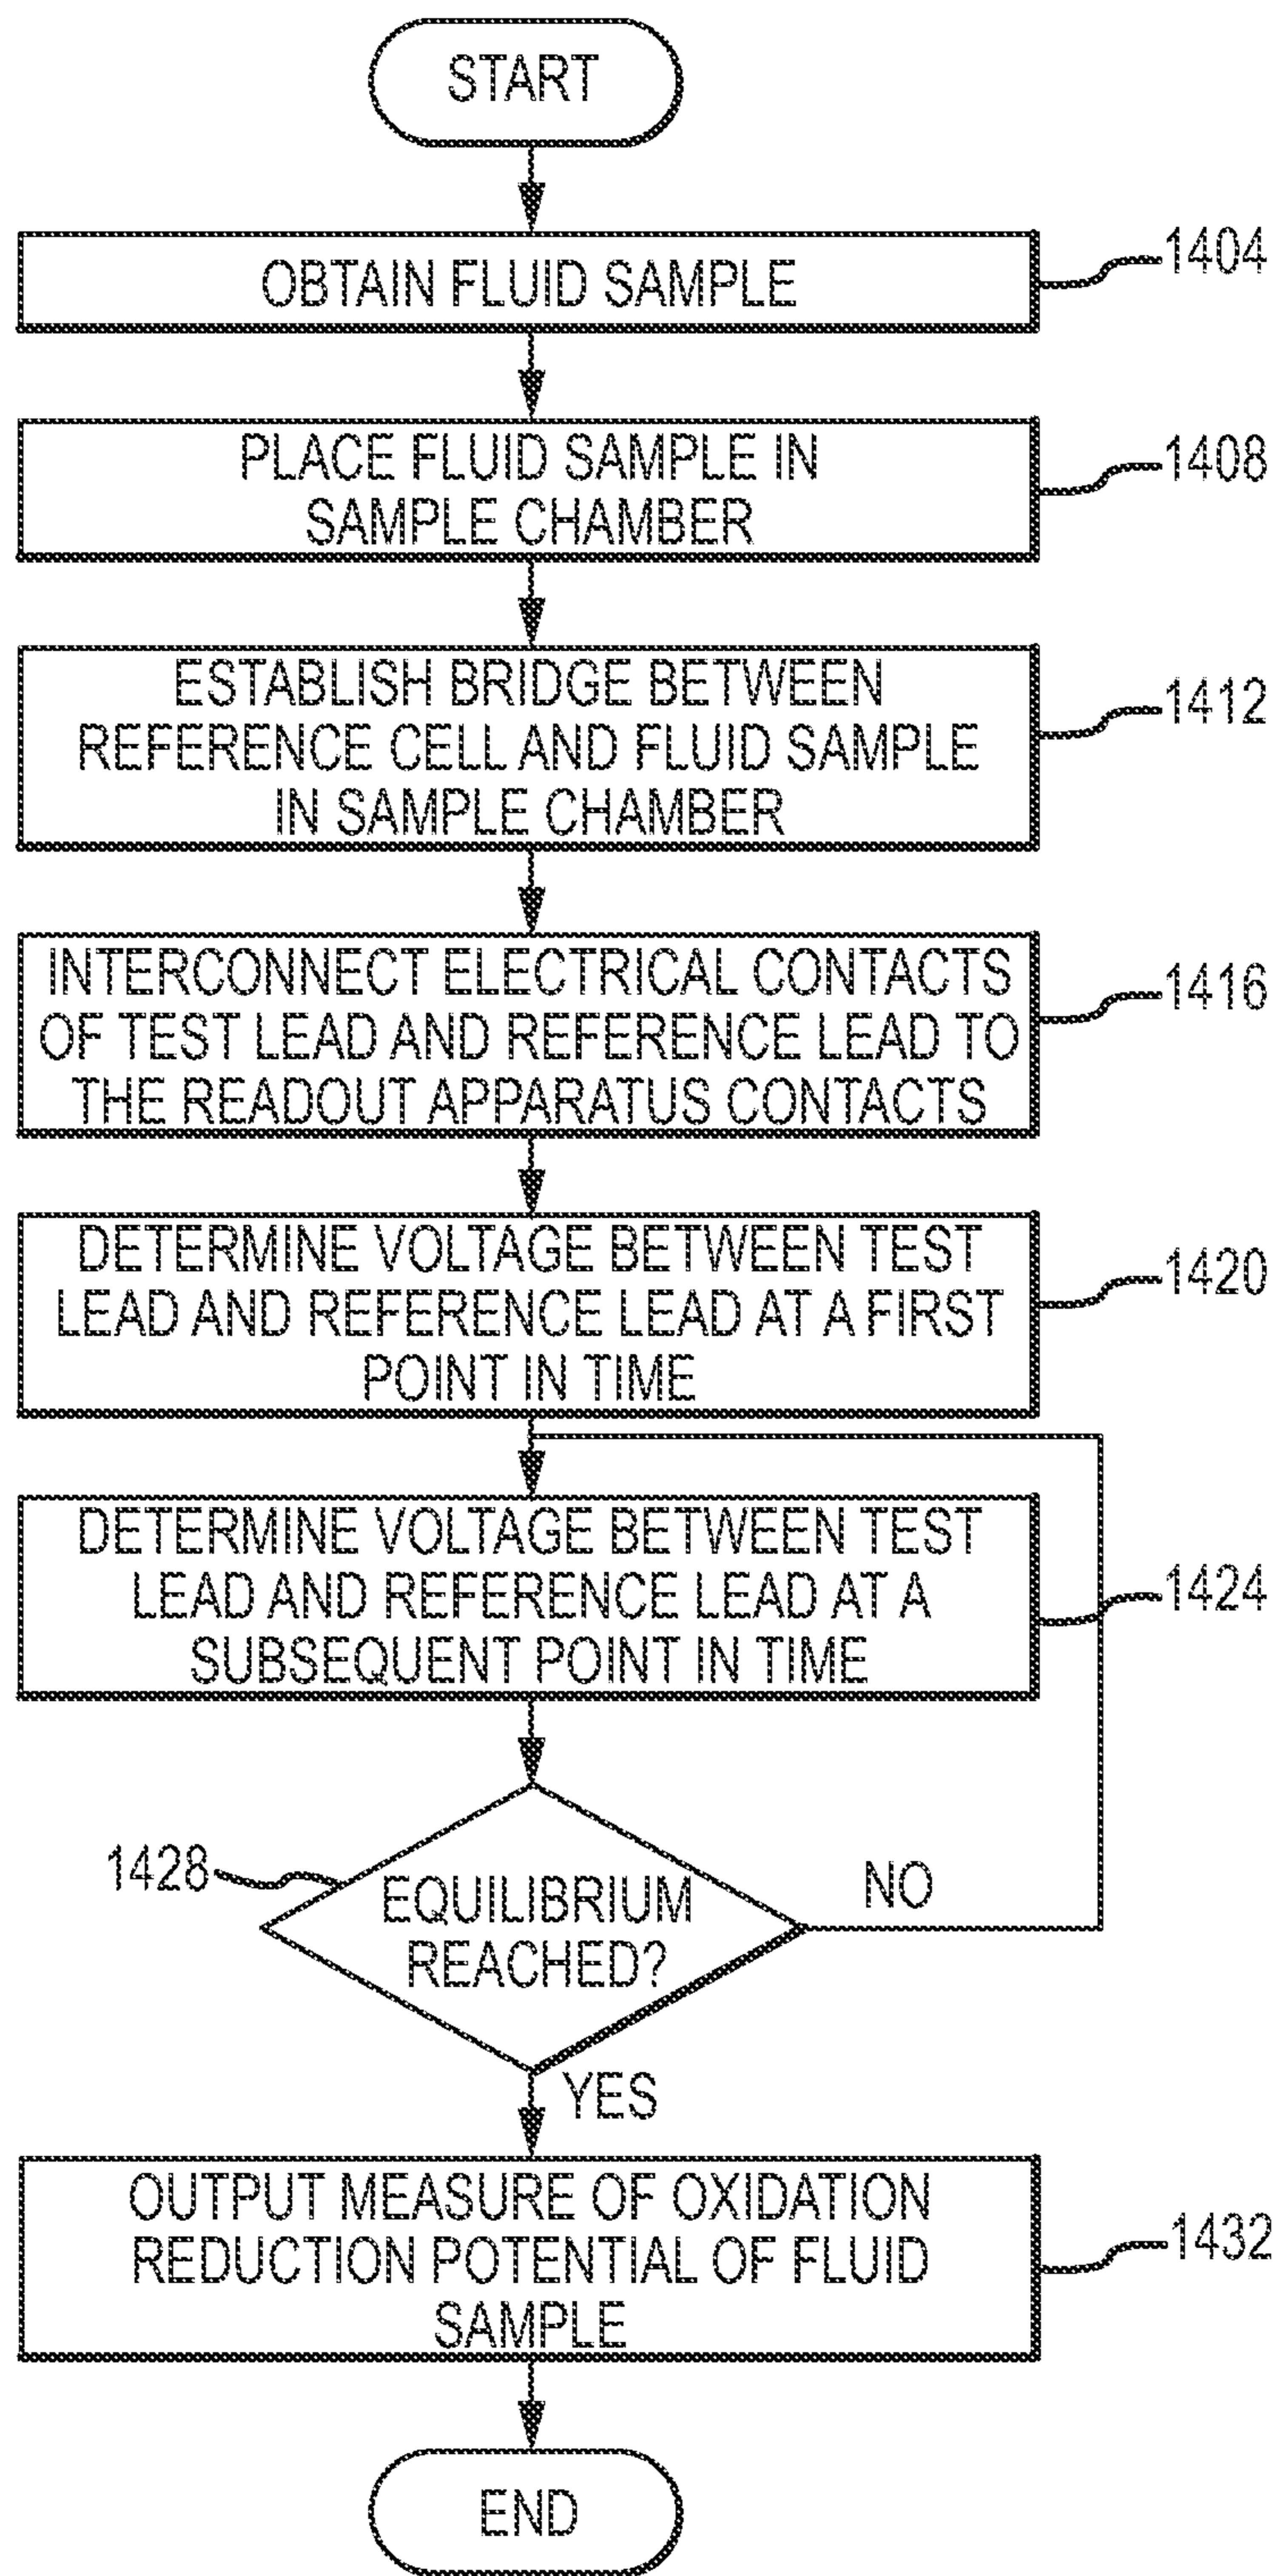 START
OBTAIN FLUID SAMPLE
1404
PLACE FLUID SAMPLE IN
SAMPLE CHAMBER
1408
ESTABLISH BRIDGE BETWEEN
REFERENCE CELL AND FLUID SAMPLE
IN SAMPLE CHAMBER
1412
INTERCONNECT ELECTRICAL CONTACTS
OF TEST LEAD AND REFERENCE LEAD TO
THE READOUT APPARATUS CONTACTS
1416
DETERMINE VOLTAGE BETWEEN TEST
LEAD AND REFERENCE LEAD AT A FIRST
POINT IN TIME
1420
DETERMINE VOLTAGE BETWEEN TEST
LEAD AND REFERENCE LEAD AT A
SUBSEQUENT POINT IN TIME
1424
1428
EQUILIBRIUM
REACHED?
NO
YES
OUTPUT MEASURE OF OXIDATION
REDUCTION POTENTIAL OF FLUID
SAMPLE
1432
END